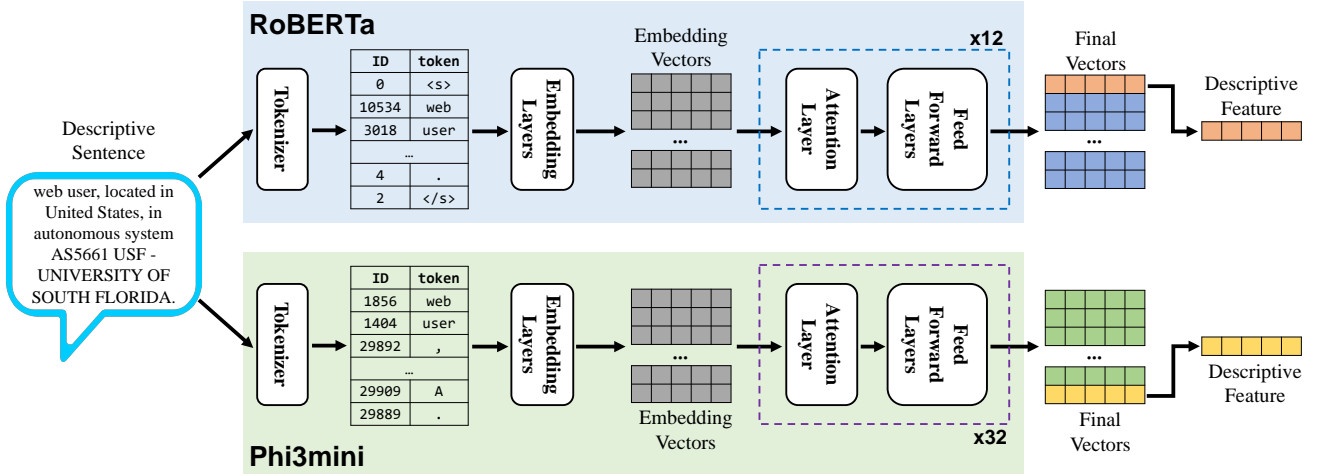 RoBERTa
Descriptive
Sentence
web user, located in
United States, in
autonomous system
AS5661 USF -
UNIVERSITY OF
SOUTH FLORIDA.
Tokenizer
ID token
0 <s>
10534 web
3018 user
...
4 .
2 </s>
Embedding
Layers
Embedding
Vectors
...
x12
Attention
Layer
Feed
Forward
Layers
Final
Vectors
...
Descriptive
Feature
Tokenizer
ID token
1856 web
1404 user
29892 ,
...
29909 A
29889 .
Embedding
Layers
...
Embedding
Vectors
Attention
Layer
Feed
Forward
Layers
x32
...
Final
Vectors
Descriptive
Feature
Phi3mini